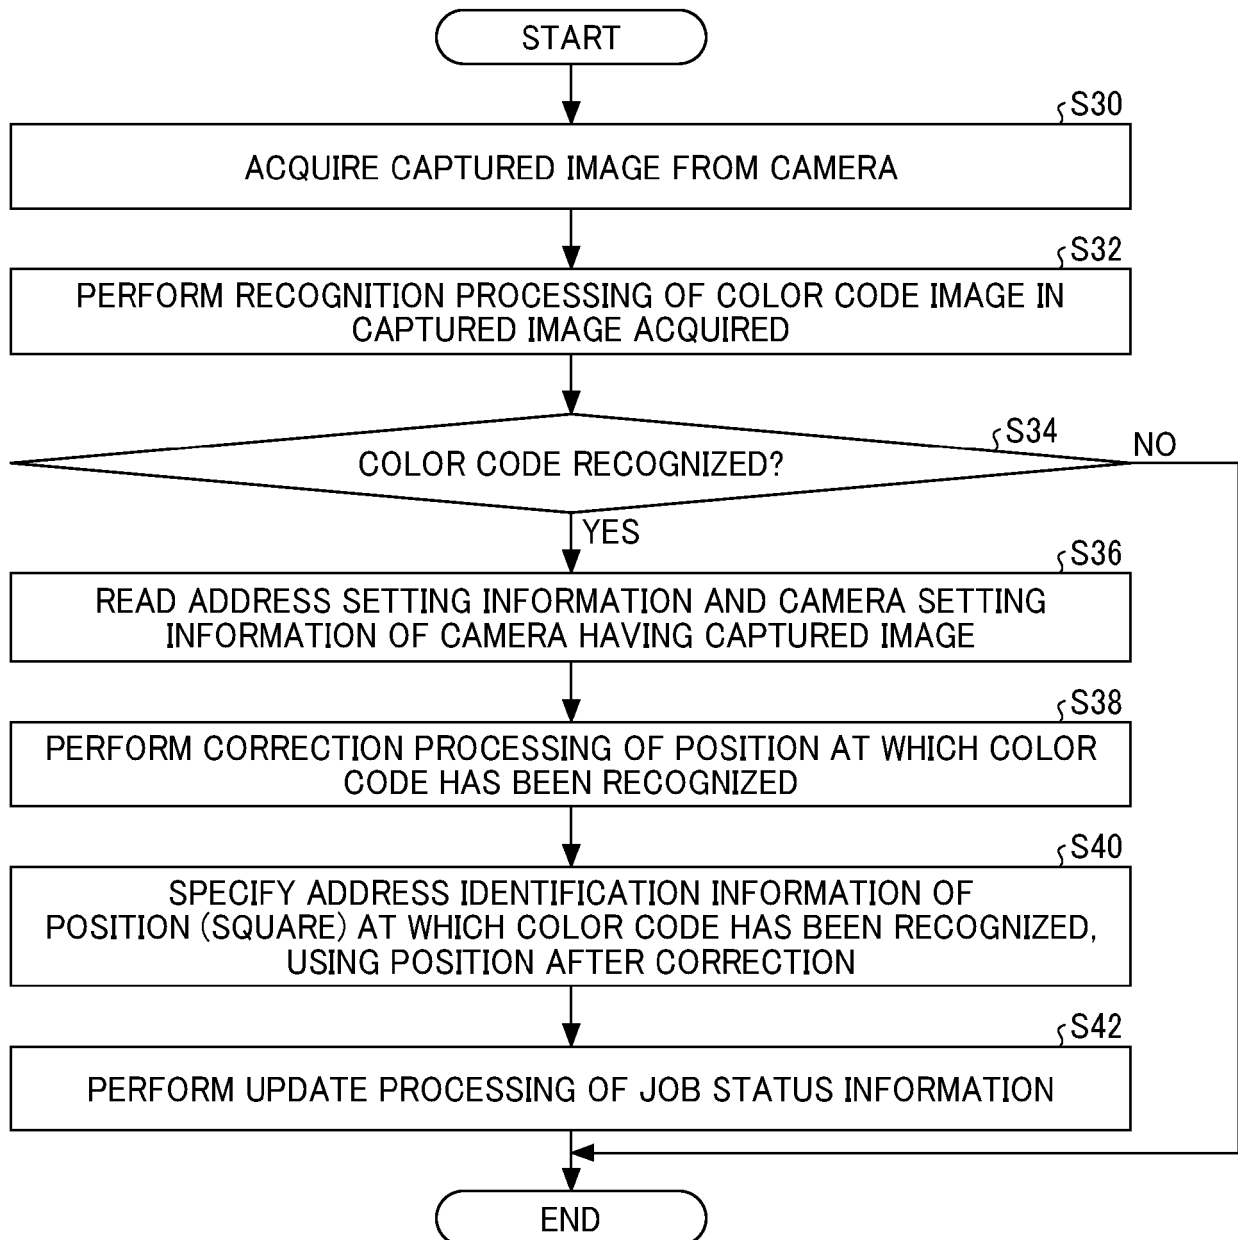 START
S30
ACQUIRE CAPTURED IMAGE FROM CAMERA
S32
PERFORM RECOGNITION PROCESSING OF COLOR CODE IMAGE IN
CAPTURED IMAGE ACQUIRED
S34
NO
COLOR CODE RECOGNIZED?
YES
S36
READ ADDRESS SETTING INFORMATION AND CAMERA SETTING
INFORMATION OF CAMERA HAVING CAPTURED IMAGE
S38
PERFORM CORRECTION PROCESSING OF POSITION AT WHICH COLOR
CODE HAS BEEN RECOGNIZED
S40
SPECIFY ADDRESS IDENTIFICATION INFORMATION OF
POSITION (SQUARE) AT WHICH COLOR CODE HAS BEEN RECOGNIZED,
USING POSITION AFTER CORRECTION
S42
PERFORM UPDATE PROCESSING OF JOB STATUS INFORMATION
END